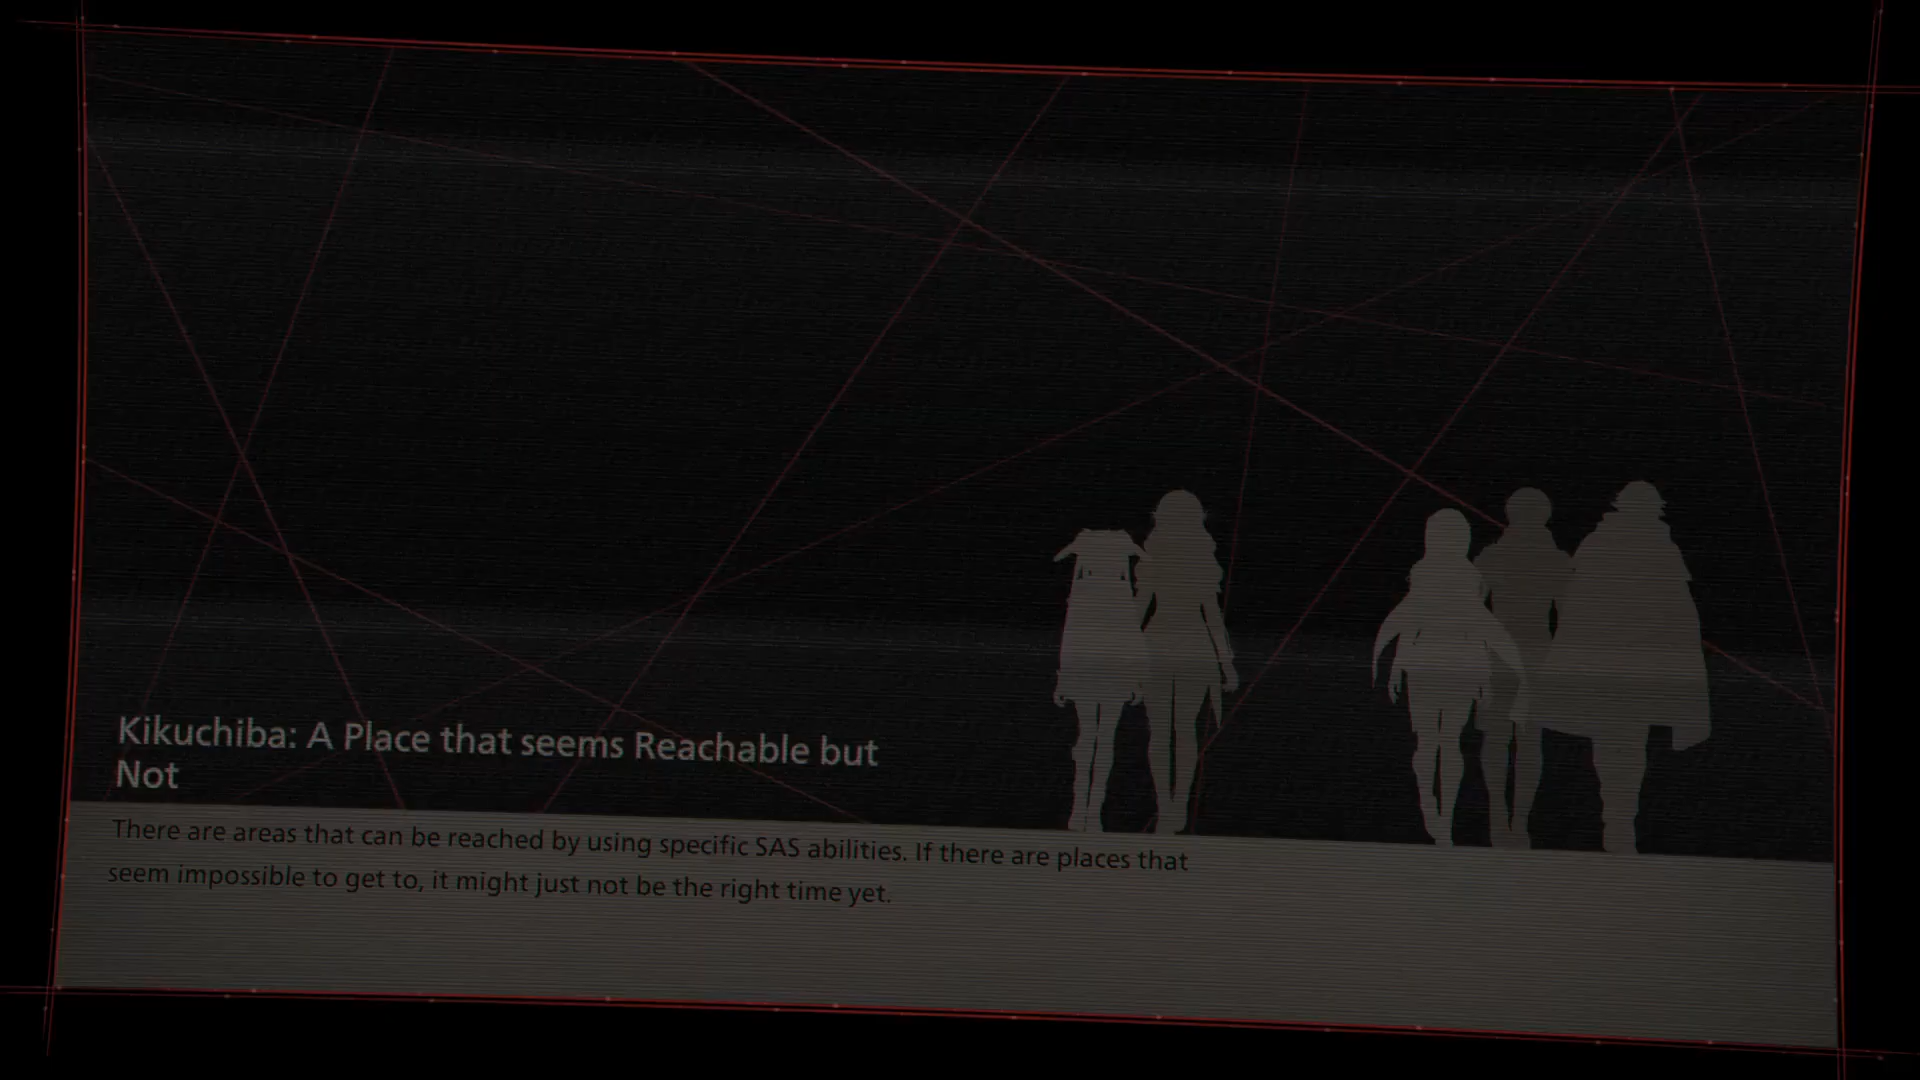 Kikuchiba: A Place that seems Reachable but
Not
There are areas that can be reached by using specific SAS abilities. If there are places that
seem impossible to get to, it might just not be the right time yet.